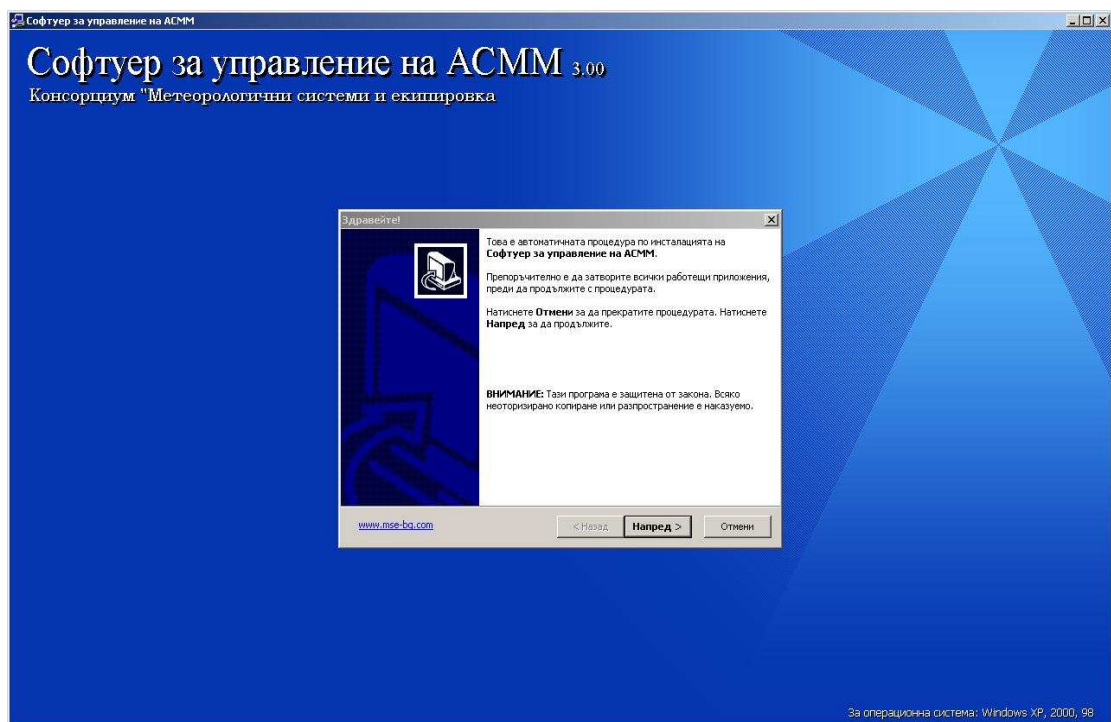 Софтуер за управление на АСММ
Софтуер за управление на АСММ 3.00
Консорциум "Метеорологични системи и екипировка
Здравейте!
Това е автоматичната процедура по инсталацията на
Софтуер за управление на АСММ.
Препоръчително е да затворите всички работещи приложения,
преди да продължите с процедурата.
Натиснете Отмени за да прекратите процедурата. Натиснете
Напред за да продължите.
ВНИМАНИЕ: Тази програма е защитена от закона. Всяко
неоторизирано копиране или разпространение е наказуемо.
www.mse-bg.com
< Назад Напред > Отмени
За операционна система: Windows XP, 2000, 98